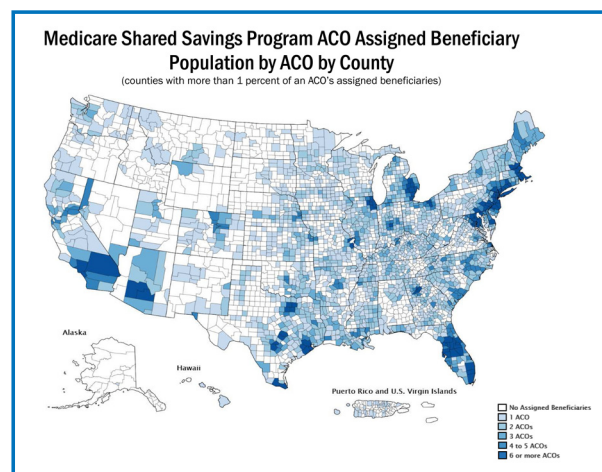 Medicare Shared Savings Program ACO Assigned Beneficiary
Population by ACO by County
(counties with more than 1 percent of an ACO's assigned beneficiaries)
Alaska
Hawaii
Puerto Rico and U.S. Virgin Islands
No Assigned Beneficiaries
1 ACO
2 ACOs
3 ACOs
4 to 5 ACOs
6 or more ACOs